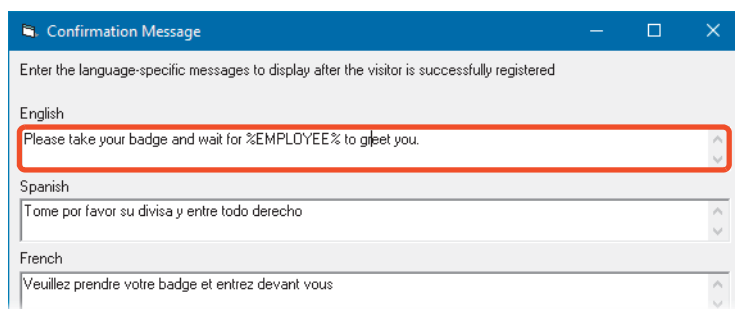 Confirmation Message
Enter the language-specific messages to display after the visitor is successfully registered
English
Please take your badge and wait for %EMPLOYEE% to greet you.
Spanish
Tome por favor su divisa y entre todo derecho
French
Veuillez prendre votre badge et entrez devant vous